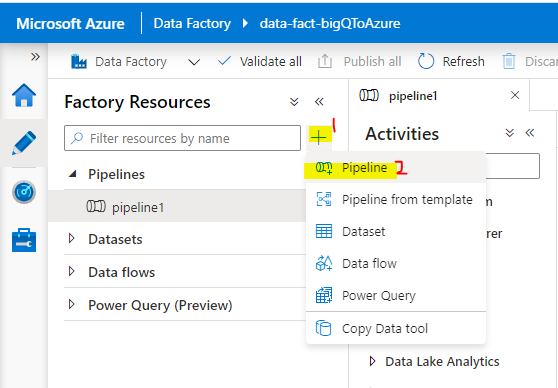 Microsoft Azure Data Factory data-fact-bigQToAzure
Data Factory Validate all Publish all Refresh Discar
Factory Resources
pipeline1
Filter resources by name
1
Activities
Pipelines
Pipeline 2
pipeline1
Pipeline from template
m
Datasets
Dataset
rer
Data flows
Data flow
Power Query (Preview)
Power Query
Copy Data tool
Data Lake Analytics